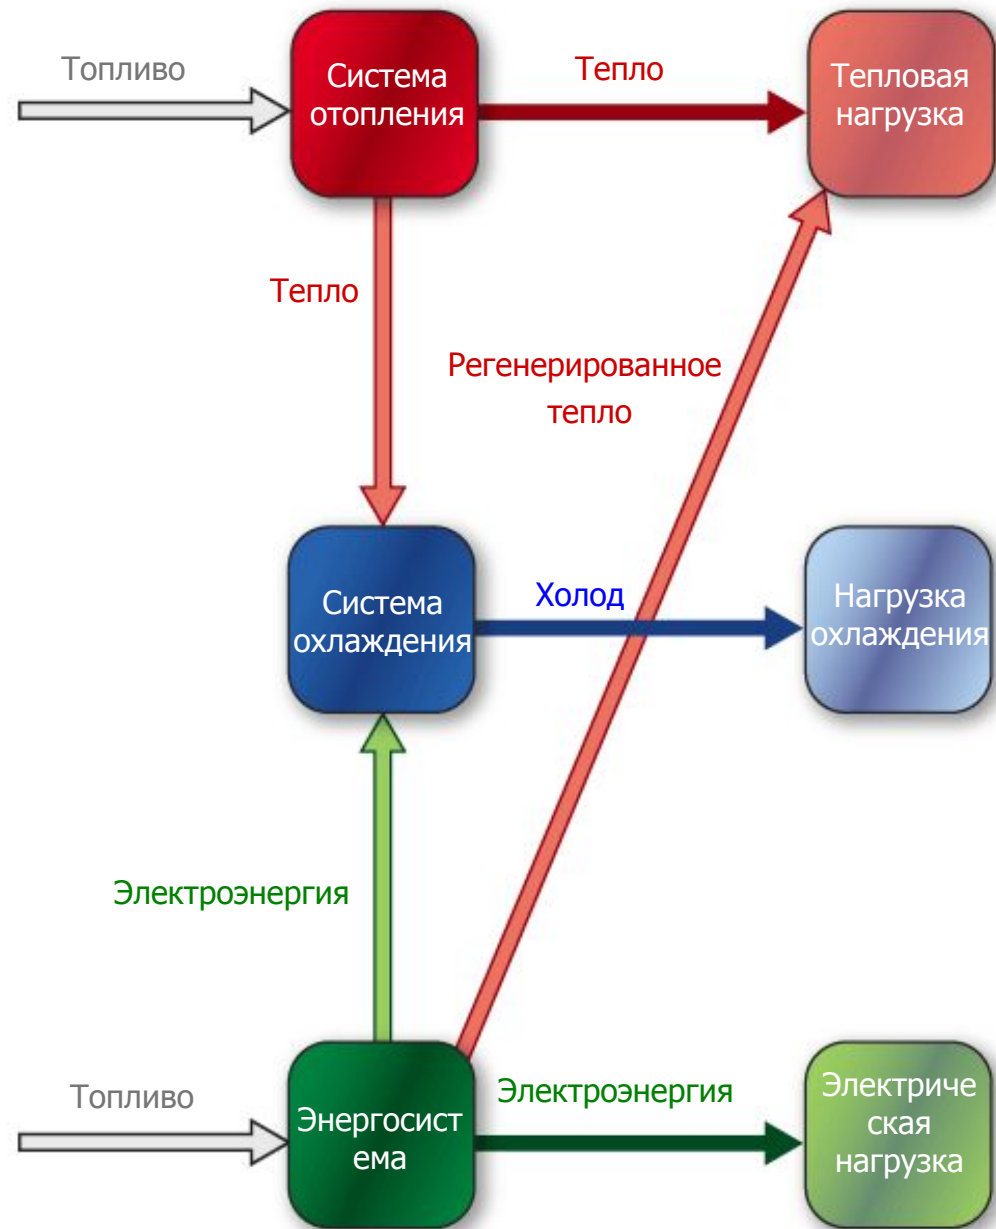 Топливо
Система
отопления
Тепло
Тепловая
нагрузка
Тепло
Регенерированное
тепло
Система
охлаждения
Холод
Нагрузка
охлаждения
Электроэнергия
Топливо
Энергосист
ема
Электроэнергия
Электриче
ская
нагрузка